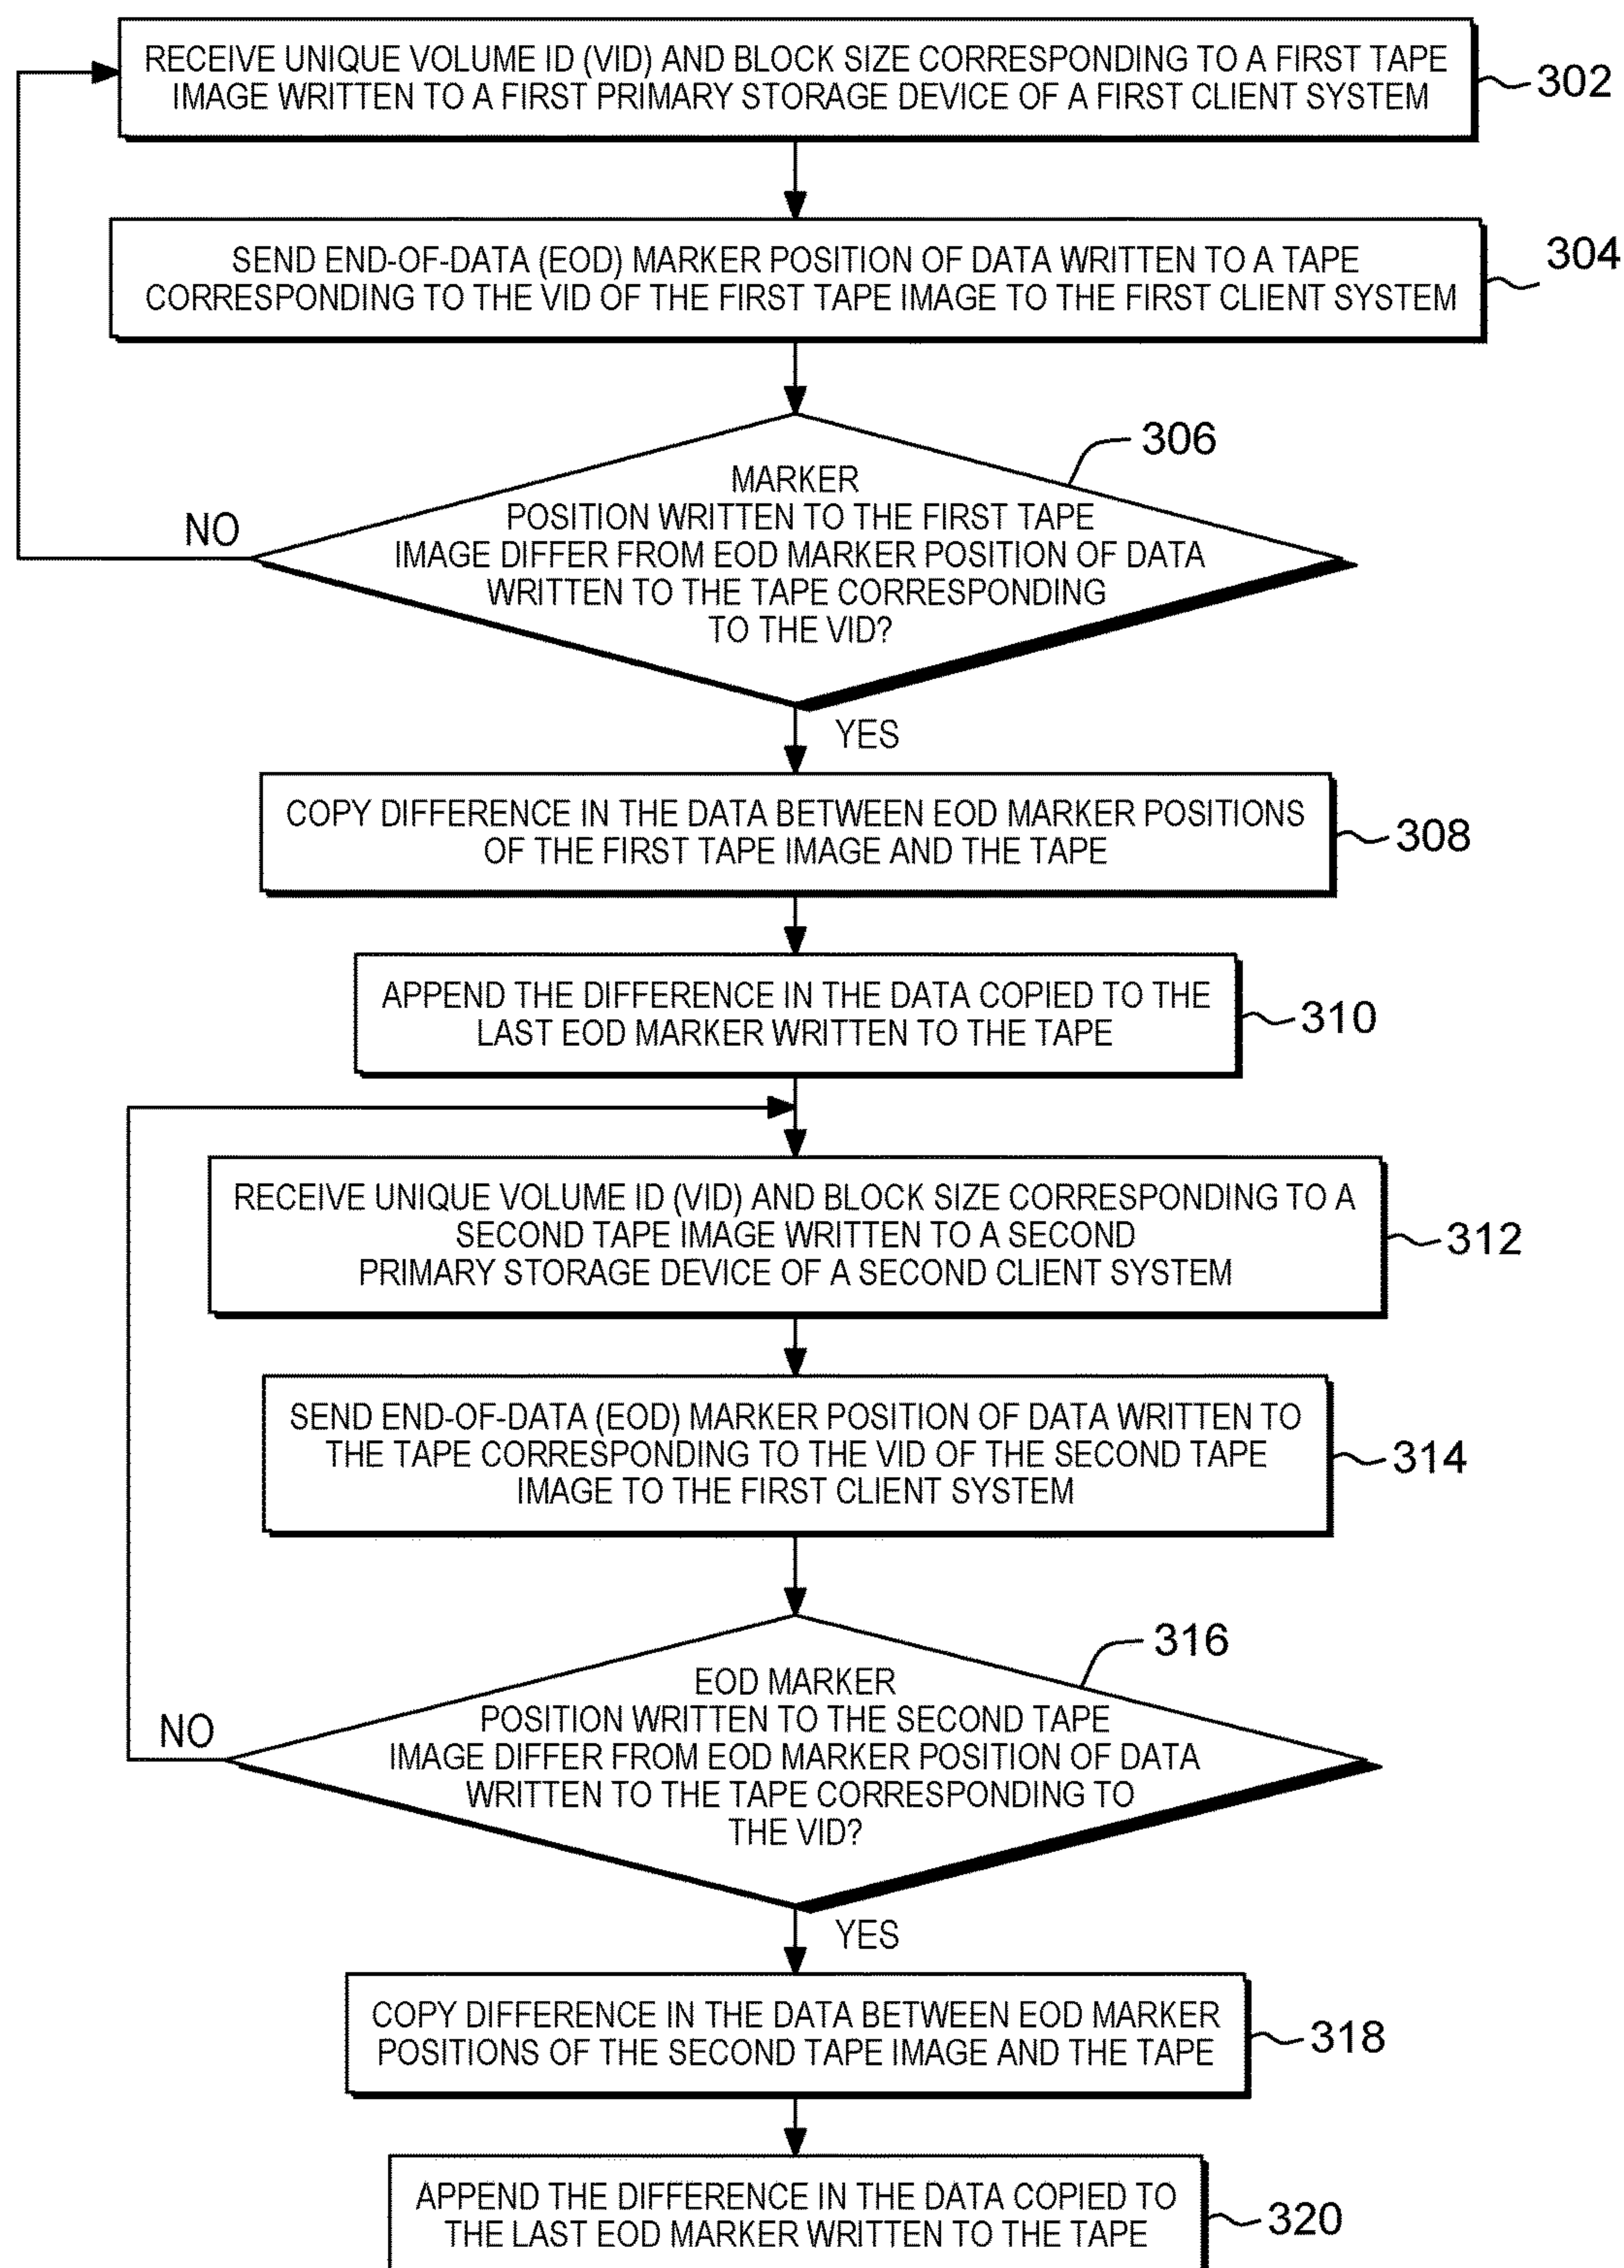 RECEIVE UNIQUE VOLUME ID (VID) AND BLOCK SIZE CORRESPONDING TO A FIRST TAPE
IMAGE WRITTEN TO A FIRST PRIMARY STORAGE DEVICE OF A FIRST CLIENT SYSTEM
302
SEND END-OF-DATA (EOD) MARKER POSITION OF DATA WRITTEN TO A TAPE
CORRESPONDING TO THE VID OF THE FIRST TAPE IMAGE TO THE FIRST CLIENT SYSTEM
304
306
MARKER
POSITION WRITTEN TO THE FIRST TAPE
IMAGE DIFFER FROM EOD MARKER POSITION OF DATA
WRITTEN TO THE TAPE CORRESPONDING
TO THE VID?
NO
YES
COPY DIFFERENCE IN THE DATA BETWEEN EOD MARKER POSITIONS
OF THE FIRST TAPE IMAGE AND THE TAPE
308
APPEND THE DIFFERENCE IN THE DATA COPIED TO THE
LAST EOD MARKER WRITTEN TO THE TAPE
310
RECEIVE UNIQUE VOLUME ID (VID) AND BLOCK SIZE CORRESPONDING TO A
SECOND TAPE IMAGE WRITTEN TO A SECOND
PRIMARY STORAGE DEVICE OF A SECOND CLIENT SYSTEM
312
SEND END-OF-DATA (EOD) MARKER POSITION OF DATA WRITTEN TO
THE TAPE CORRESPONDING TO THE VID OF THE SECOND TAPE
IMAGE TO THE FIRST CLIENT SYSTEM
314
316
EOD MARKER
POSITION WRITTEN TO THE SECOND TAPE
IMAGE DIFFER FROM EOD MARKER POSITION OF DATA
WRITTEN TO THE TAPE CORRESPONDING TO
THE VID?
NO
YES
COPY DIFFERENCE IN THE DATA BETWEEN EOD MARKER
POSITIONS OF THE SECOND TAPE IMAGE AND THE TAPE
318
APPEND THE DIFFERENCE IN THE DATA COPIED TO
THE LAST EOD MARKER WRITTEN TO THE TAPE
320